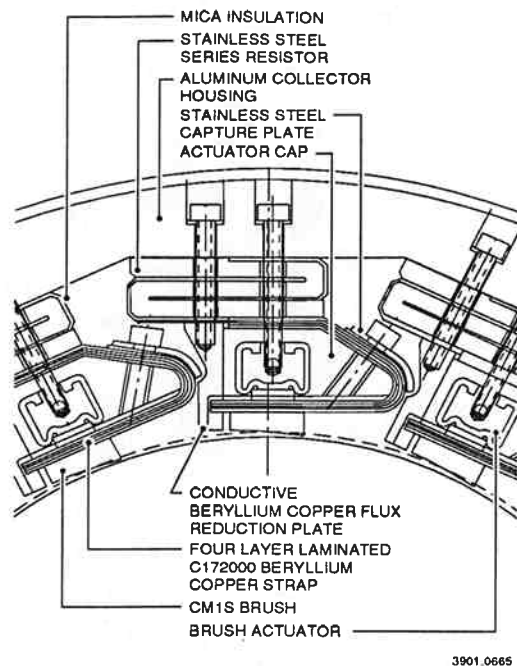 MICA INSULATION
STAINLESS STEEL
SERIES RESISTOR
ALUMINUM COLLECTOR
HOUSING
STAINLESS STEEL
CAPTURE PLATE
ACTUATOR CAP
CONDUCTIVE
BERYLLIUM COPPER FLUX
REDUCTION PLATE
FOUR LAYER LAMINATED
C172000 BERYLLIUM
COPPER STRAP
CM1S BRUSH
BRUSH ACTUATOR
3901.0665